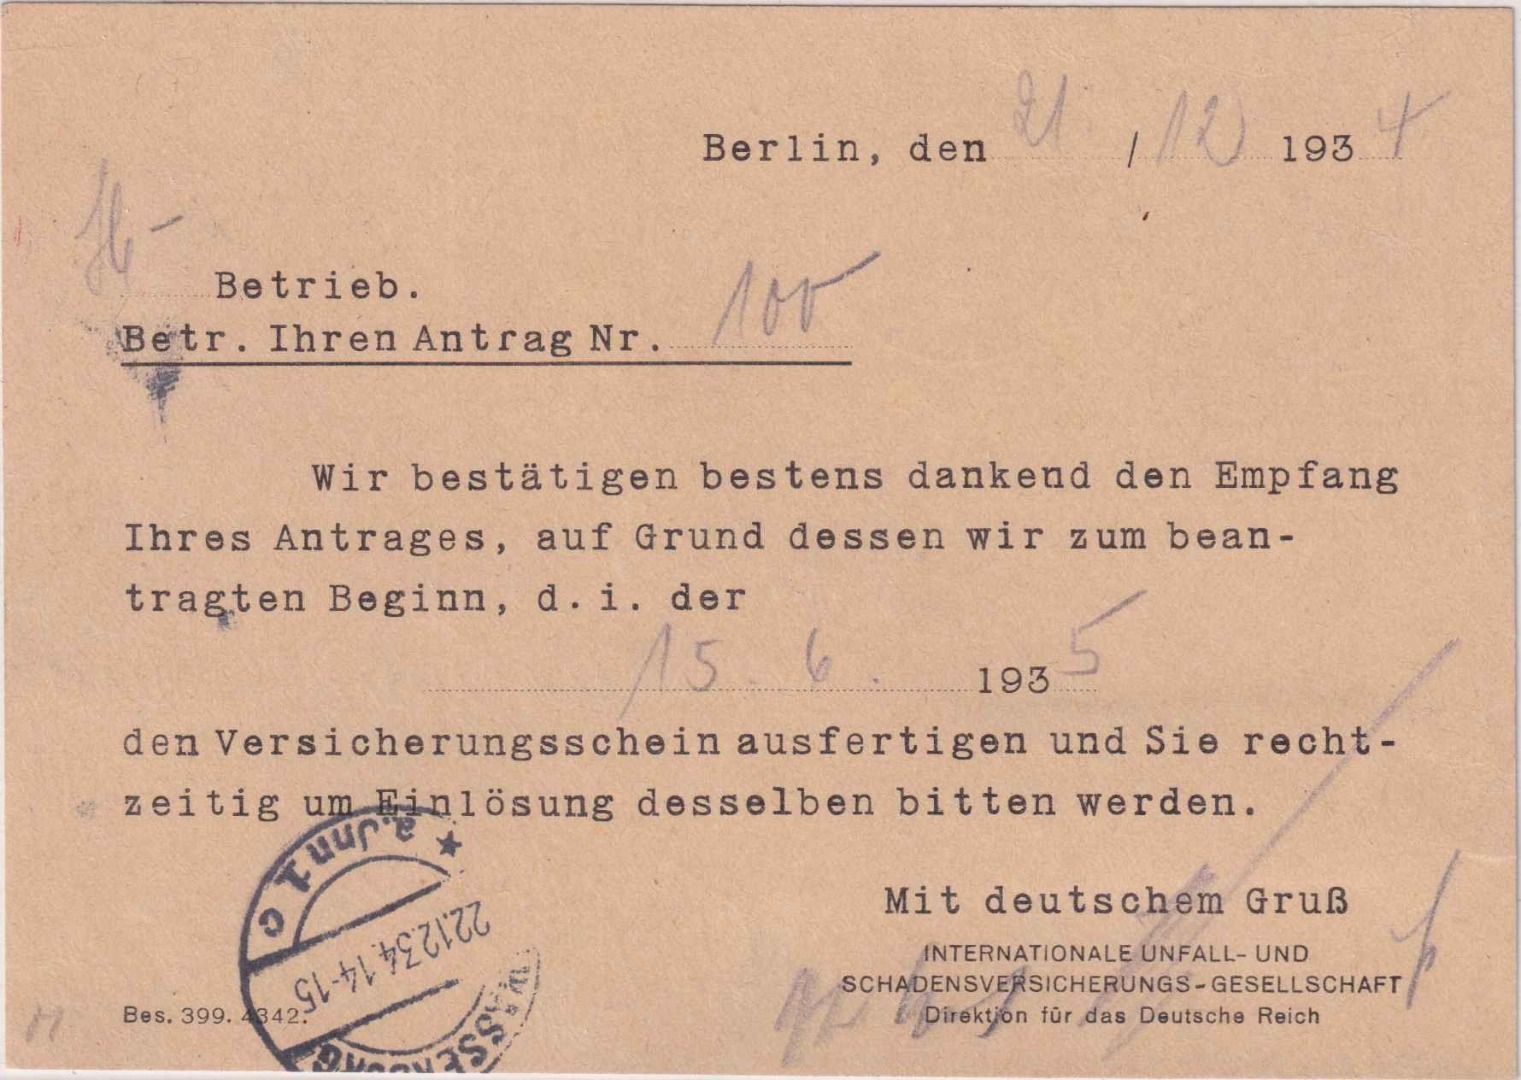 Berlin, den 21. / 12 1934
Betrieb.
Betr. Ihren Antrag Nr. 100
Wir bestätigen bestens dankend den Empfang
Ihres Antrages, auf Grund dessen wir zum bean-
tragten Beginn, d.i. der
15. 6. 1935
den Versicherungsschein ausfertigen und Sie recht-
zeitig um Einlösung desselben bitten werden.
Mit deutschem Gruß
INTERNATIONALE UNFALL- UND
SCHADENSVERSICHERUNGS-GESELLSCHAFT
Direktion für das Deutsche Reich
Bes. 399. 4342.
WASSERBURG
22.12.34. 14-15
* a. Jnn 1 c